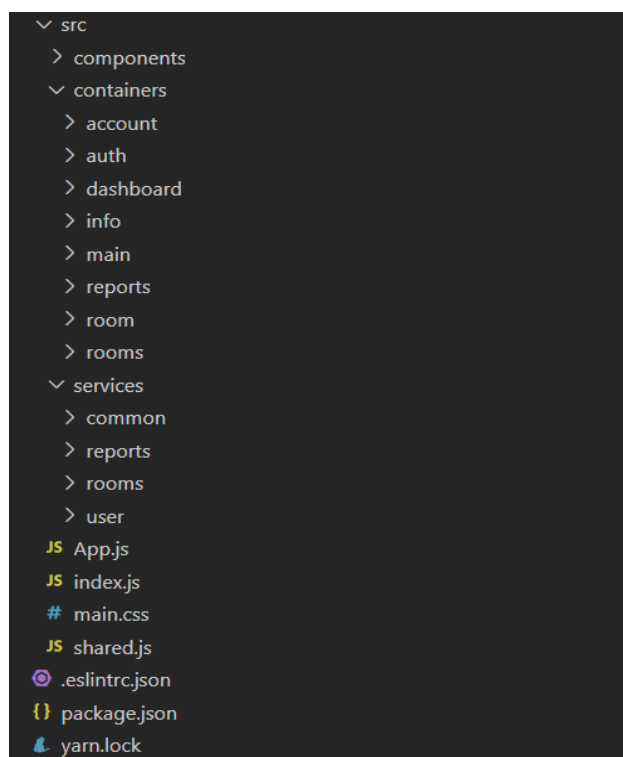 src
components
containers
account
auth
dashboard
info
main
reports
room
rooms
services
common
reports
rooms
user
JS App.js
JS index.js
# main.css
JS shared.js
.eslintrc.json
{} package.json
yarn.lock